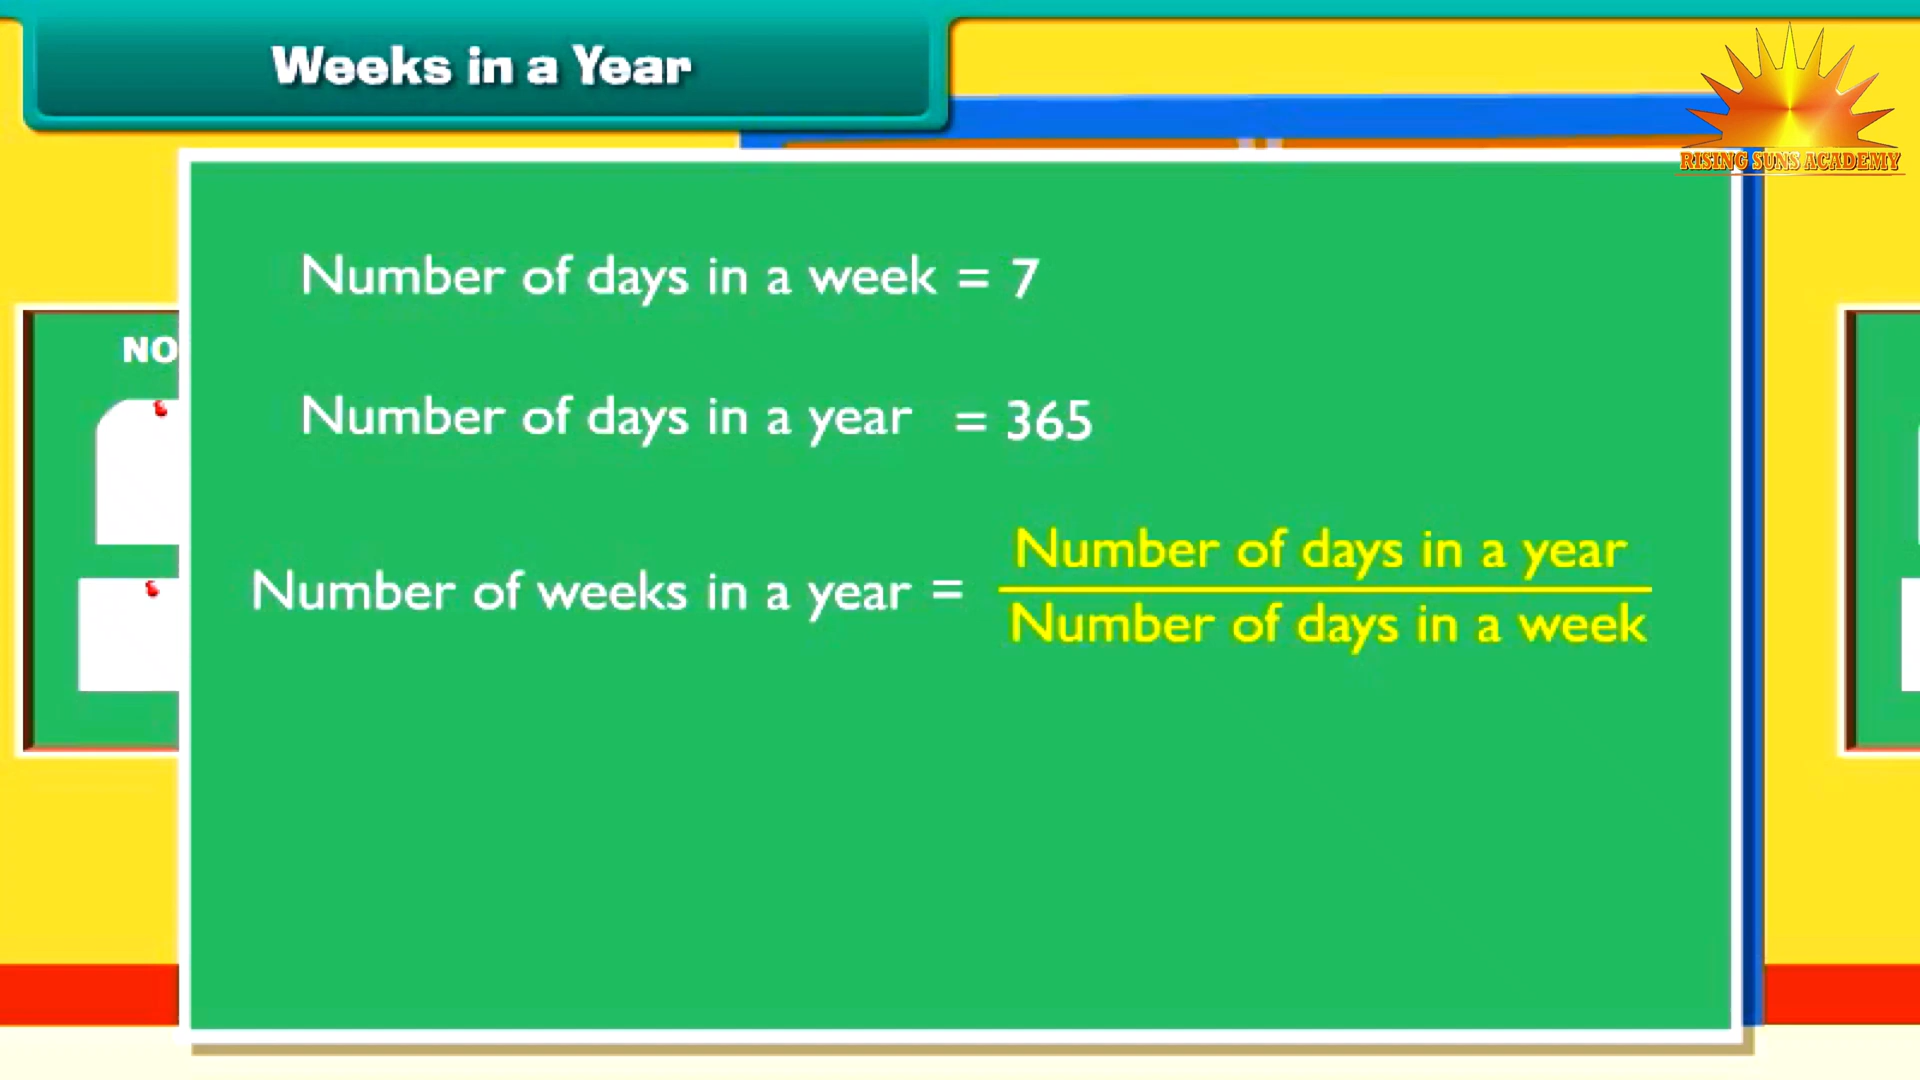 Weeks in a Year
RISING SUNS ACADEMY
Number of days in a week = 7
NO
Number of days in a year = 365
Number of weeks in a year = Number of days in a year
Number of days in a week